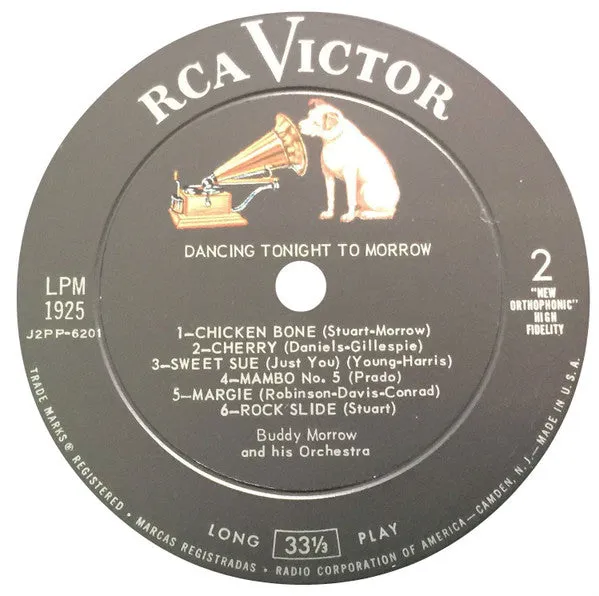 RCA VICTOR
DANCING TONIGHT TO MORROW
LPM
1925
J2PP-6201
2
"NEW
ORTHOPHONIC"
HIGH
FIDELITY
1-CHICKEN BONE (Stuart-Morrow)
2-CHERRY (Daniels-Gillespie)
3-SWEET SUE (Just You) (Young-Harris)
4-MAMBO No. 5 (Prado)
5-MARGIE (Robinson-Davis-Conrad)
6-ROCK SLIDE (Stuart)
Buddy Morrow
and his Orchestra
LONG 33⅓ PLAY
TRADE MARKS® REGISTERED • MARCAS REGISTRADAS • RADIO CORPORATION OF AMERICA—CAMDEN, N. J.—MADE IN U.S.A.